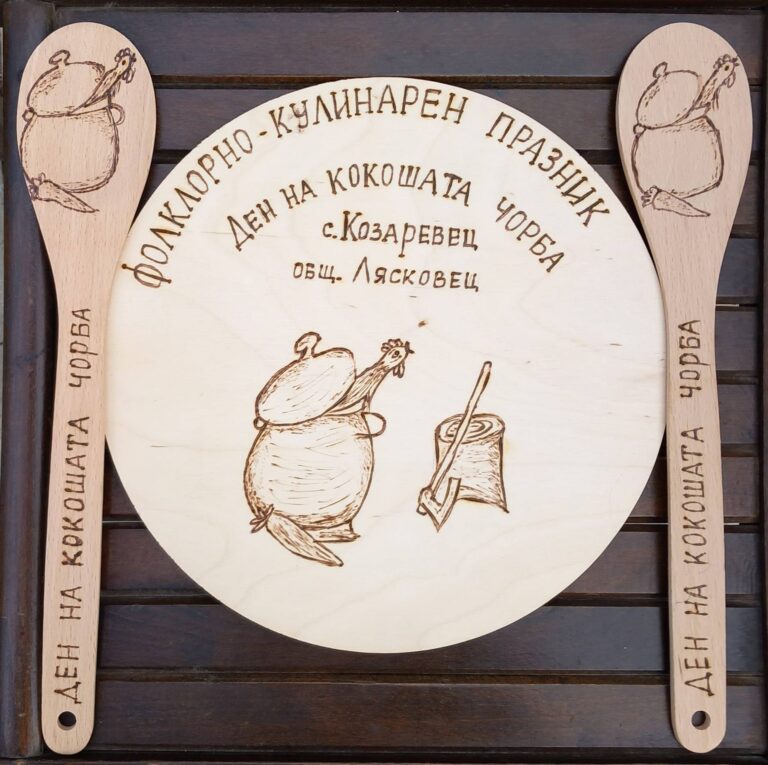 ФОЛКЛОРНО-КУЛИНАРЕН ПРАЗНИК
ДЕН НА КОКОШАТА ЧОРБА
с. КОЗАРЕВЕЦ
общ. ЛЯСКОВЕЦ
ДЕН НА КОКОШАТА ЧОРБА
ДЕН НА КОКОШАТА ЧОРБА